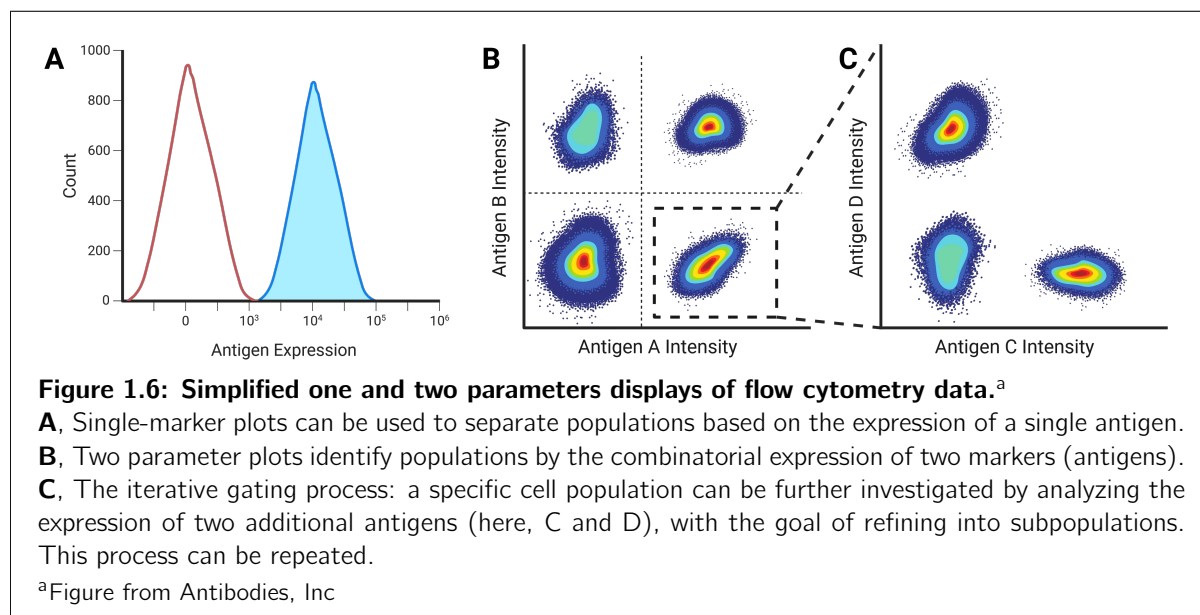 A
1000
800
600
400
200
0
Count
0
10³
10⁴
10⁵
10⁶
Antigen Expression
B
Antigen B Intensity
Antigen A Intensity
C
Antigen D Intensity
Antigen C Intensity
Figure 1.6: Simplified one and two parameters displays of flow cytometry data.ᵃ
A, Single-marker plots can be used to separate populations based on the expression of a single antigen.
B, Two parameter plots identify populations by the combinatorial expression of two markers (antigens).
C, The iterative gating process: a specific cell population can be further investigated by analyzing the
expression of two additional antigens (here, C and D), with the goal of refining into subpopulations.
This process can be repeated.
ᵃFigure from Antibodies, Inc